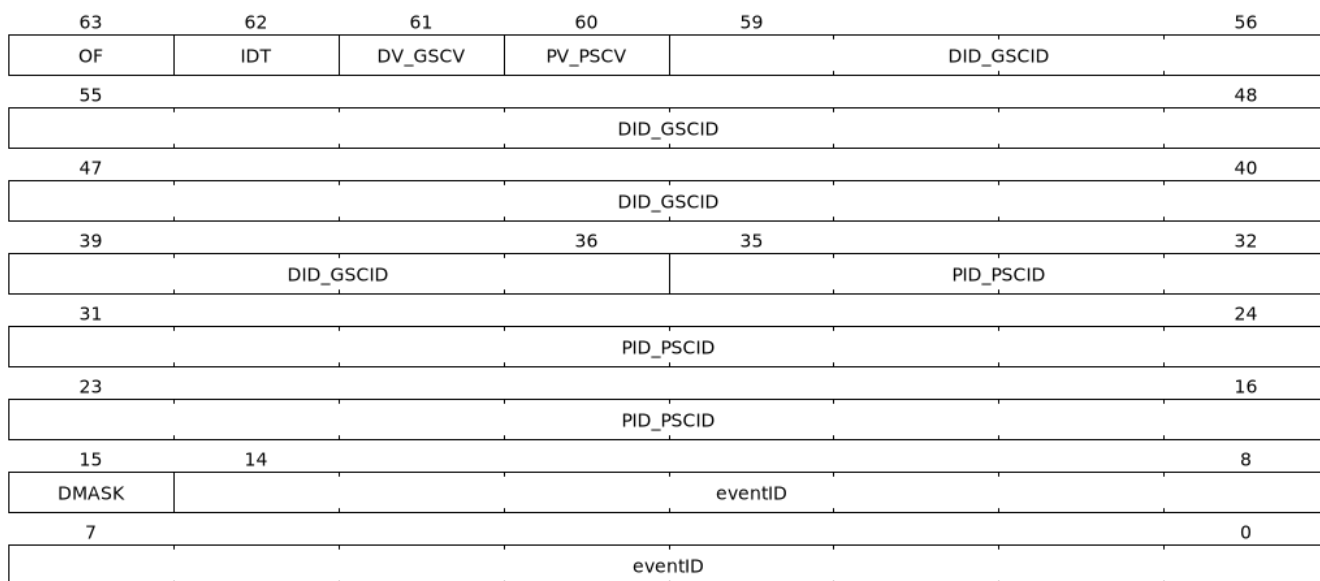 63 62 61 60 59 56
OF IDT DV_GSCV PV_PSCV DID_GSCID
55 48
DID_GSCID
47 40
DID_GSCID
39 36 35 32
DID_GSCID PID_PSCID
31 24
PID_PSCID
23 16
PID_PSCID
15 14 8
DMASK eventID
7 0
eventID